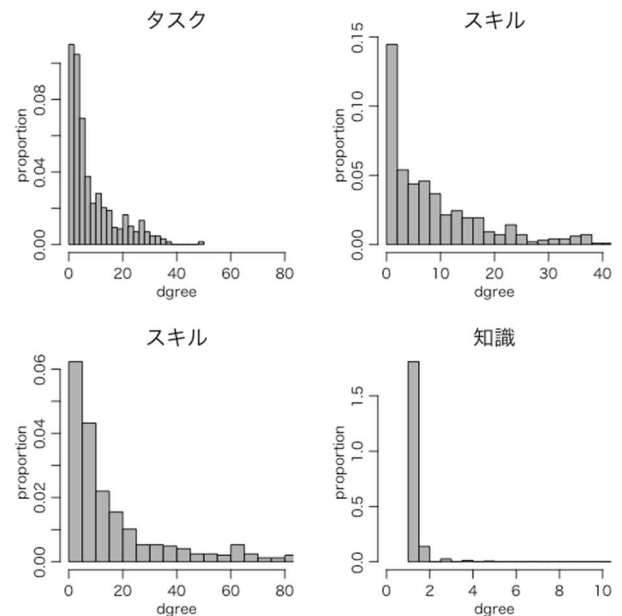 タスク
proportion
0.00 0.04 0.08
0 20 40 60 80
dgree
スキル
proportion
0.00 0.05 0.10 0.15
0 10 20 30 40
dgree
スキル
proportion
0.00 0.02 0.04 0.06
0 20 40 60 80
dgree
知識
proportion
0.0 0.5 1.0 1.5
0 2 4 6 8 10
dgree